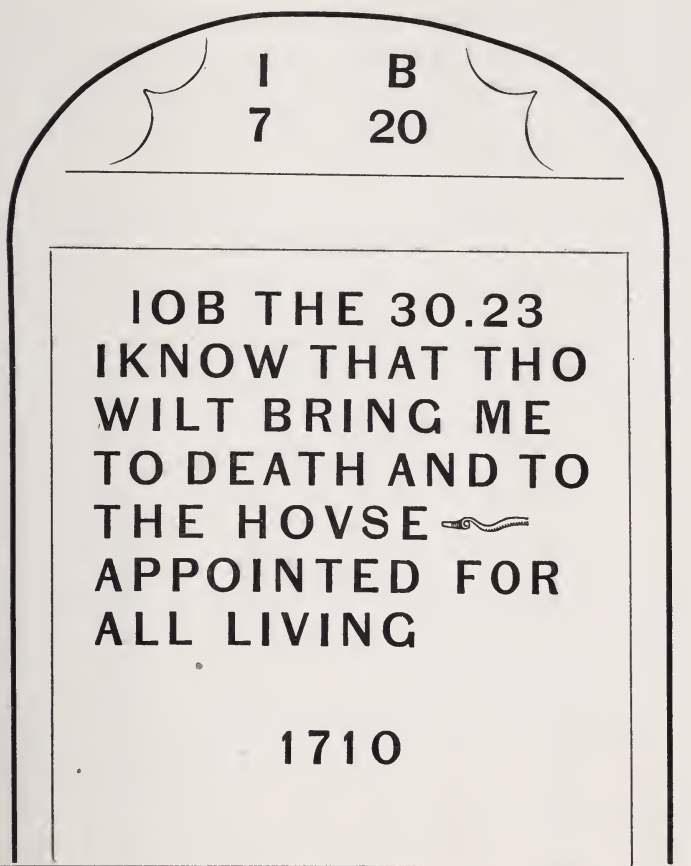 I B
7 20
IOB THE 30.23
IKNOW THAT THO
WILT BRING ME
TO DEATH AND TO
THE HOVSE
APPOINTED FOR
ALL LIVING
1710